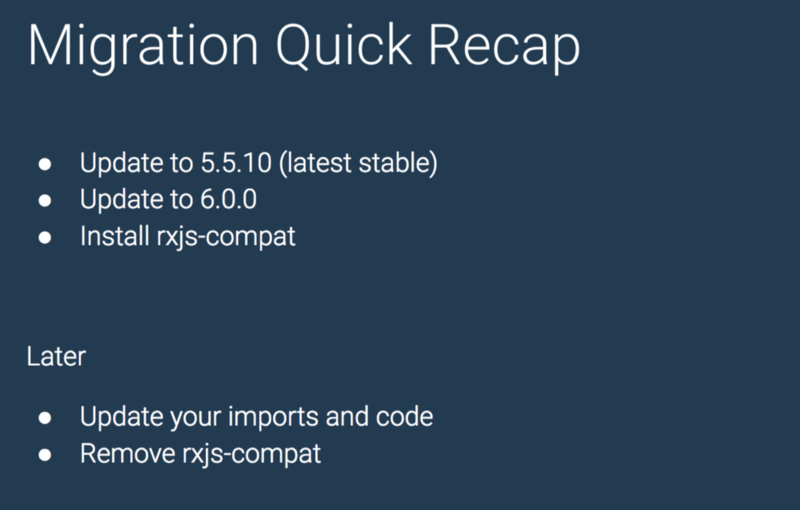 Migration Quick Recap
● Update to 5.5.10 (latest stable)
● Update to 6.0.0
● Install rxjs-compat
Later
● Update your imports and code
● Remove rxjs-compat